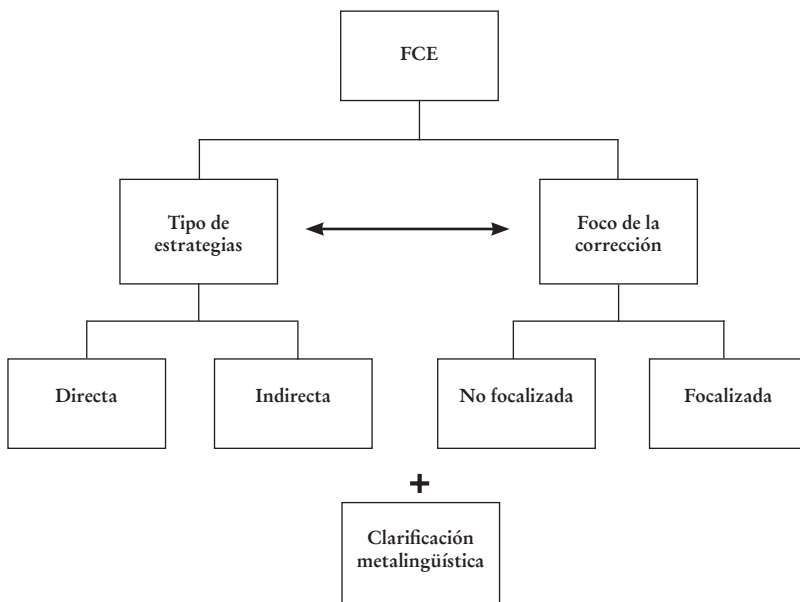 FCE
Tipo de
estrategias
Foco de la
corrección
Directa
Indirecta
No focalizada
Focalizada
+
Clarificación
metalingüística